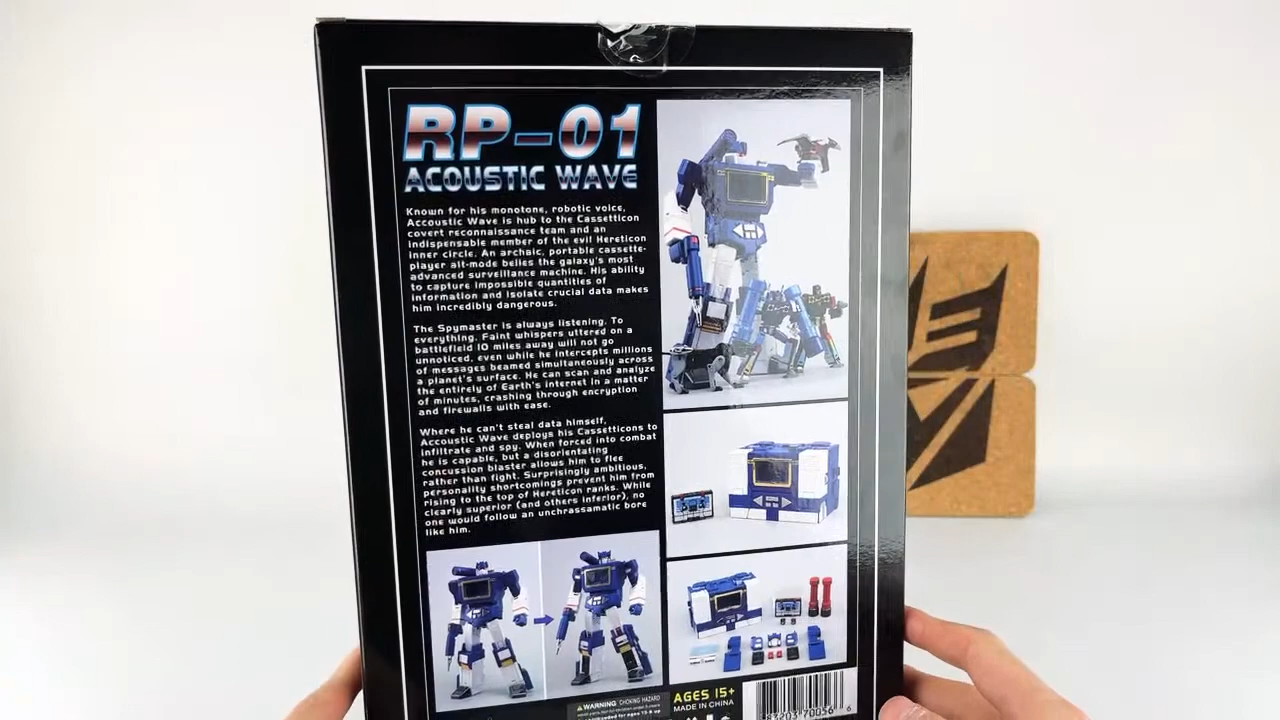 RP-01
ACOUSTIC WAVE
Known for his monotone, robotic voice,
Accoustic Wave is hub to the Cassetticon
covert reconnaissance team and an
indispensable member of the evil Hereticon
inner circle. An archaic, portable cassette-
player alt-mode belies the galaxy's most
advanced surveillance machine. His ability
to capture impossible quantities of
information and isolate crucial data makes
him incredibly dangerous.
The Spymaster is always listening. To
everything. Faint whispers uttered on a
battlefield 10 miles away will not go
unnoticed, even while he intercepts millions
of messages beamed simultaneously across
a planet's surface. He can scan and analyze
the entirely of Earth's internet in a matter
of minutes, crashing through encryption
and firewalls with ease.
Where he can't steal data himself,
Accoustic Wave deploys his Cassetticons to
infiltrate and spy. When forced into combat
he is capable, but a disorientating
concussion blaster allows him to flee
rather than fight. Surprisingly ambitious,
personality shortcomings prevent him from
rising to the top of Hereticon ranks. While
clearly superior (and others inferior), no
one would follow an unchrassamatic bore
like him.
WARNING CHOKING HAZARD
AGES 15+
MADE IN CHINA